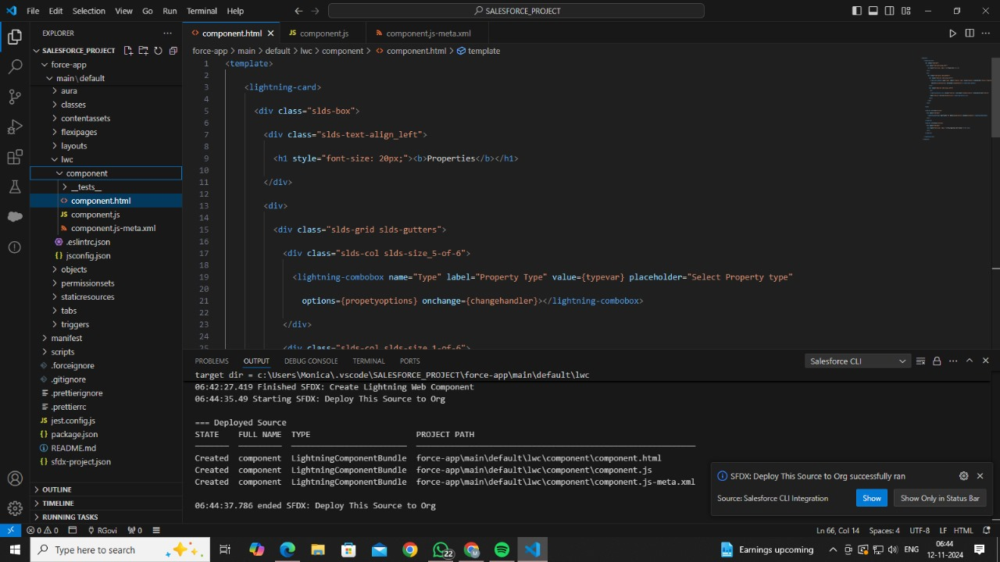 File Edit Selection View Go Run Terminal Help
SALESFORCE_PROJECT
EXPLORER
SALESFORCE_PROJECT
force-app
main\default
aura
classes
contentassets
flexipages
layouts
lwc
component
__tests__
component.html
component.js
component.js-meta.xml
.eslintrc.json
jsconfig.json
objects
permissionsets
staticresources
tabs
triggers
manifest
scripts
.forceignore
.gitignore
.prettierignore
.prettierrc
jest.config.js
package.json
README.md
sfdx-project.json
OUTLINE
TIMELINE
RUNNING TASKS
component.html
component.js
component.js-meta.xml
force-app > main > default > lwc > component > component.html > template
1 <template>
2
3 <lightning-card>
4
5 <div class="slds-box">
6
7 <div class="slds-text-align_left">
8
9 <h1 style="font-size: 20px;"><b>Properties</b></h1>
10
11 </div>
12
13 <div>
14
15 <div class="slds-grid slds-gutters">
16
17 <div class="slds-col slds-size_5-of-6">
18
19 <lightning-combobox name="Type" label="Property Type" value={typevar} placeholder="Select Property type"
20
21 options={propetyoptions} onchange={changehandler}></lightning-combobox>
22
23 </div>
24
25 <div class="slds-col slds-size_1-of-6">
PROBLEMS OUTPUT DEBUG CONSOLE TERMINAL PORTS
Salesforce CLI
target dir = c:\Users\Monica\.vscode\SALESFORCE_PROJECT\force-app\main\default\lwc
06:42:27.419 Finished SFDX: Create Lightning Web Component
06:44:35.49 Starting SFDX: Deploy This Source to Org
=== Deployed Source
STATE FULL NAME TYPE PROJECT PATH
Created component LightningComponentBundle force-app\main\default\lwc\component\component.html
Created component LightningComponentBundle force-app\main\default\lwc\component\component.js
Created component LightningComponentBundle force-app\main\default\lwc\component\component.js-meta.xml
06:44:37.786 ended SFDX: Deploy This Source to Org
SFDX: Deploy This Source to Org successfully ran
Source: Salesforce CLI Integration
Show
Show Only in Status Bar
0 0 RGovi 0
Ln 66, Col 14 Spaces: 4 UTF-8 LF HTML
Type here to search
22
Earnings upcoming
ENG
06:44
12-11-2024